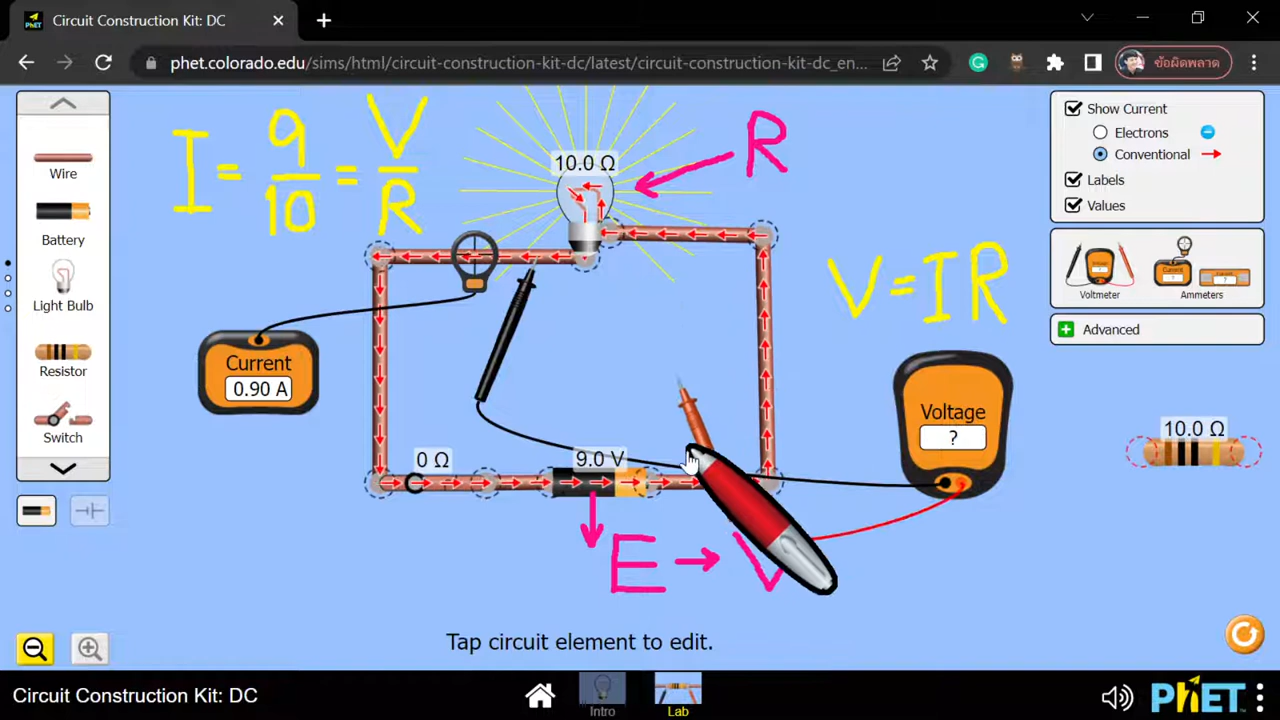 Circuit Construction Kit: DC
phet.colorado.edu/sims/html/circuit-construction-kit-dc/latest/circuit-construction-kit-dc_en...
ข้อผิดพลาด
Wire
Battery
Light Bulb
Resistor
Switch
I = 9/10 = V/R
10.0 Ω
R
V = IR
Current
0.90 A
0 Ω
9.0 V
E → V
Voltage
?
10.0 Ω
Show Current
Electrons
Conventional
Labels
Values
Voltmeter
Ammeters
Current
?
?
Advanced
Tap circuit element to edit.
Circuit Construction Kit: DC
Intro
Lab
PhET